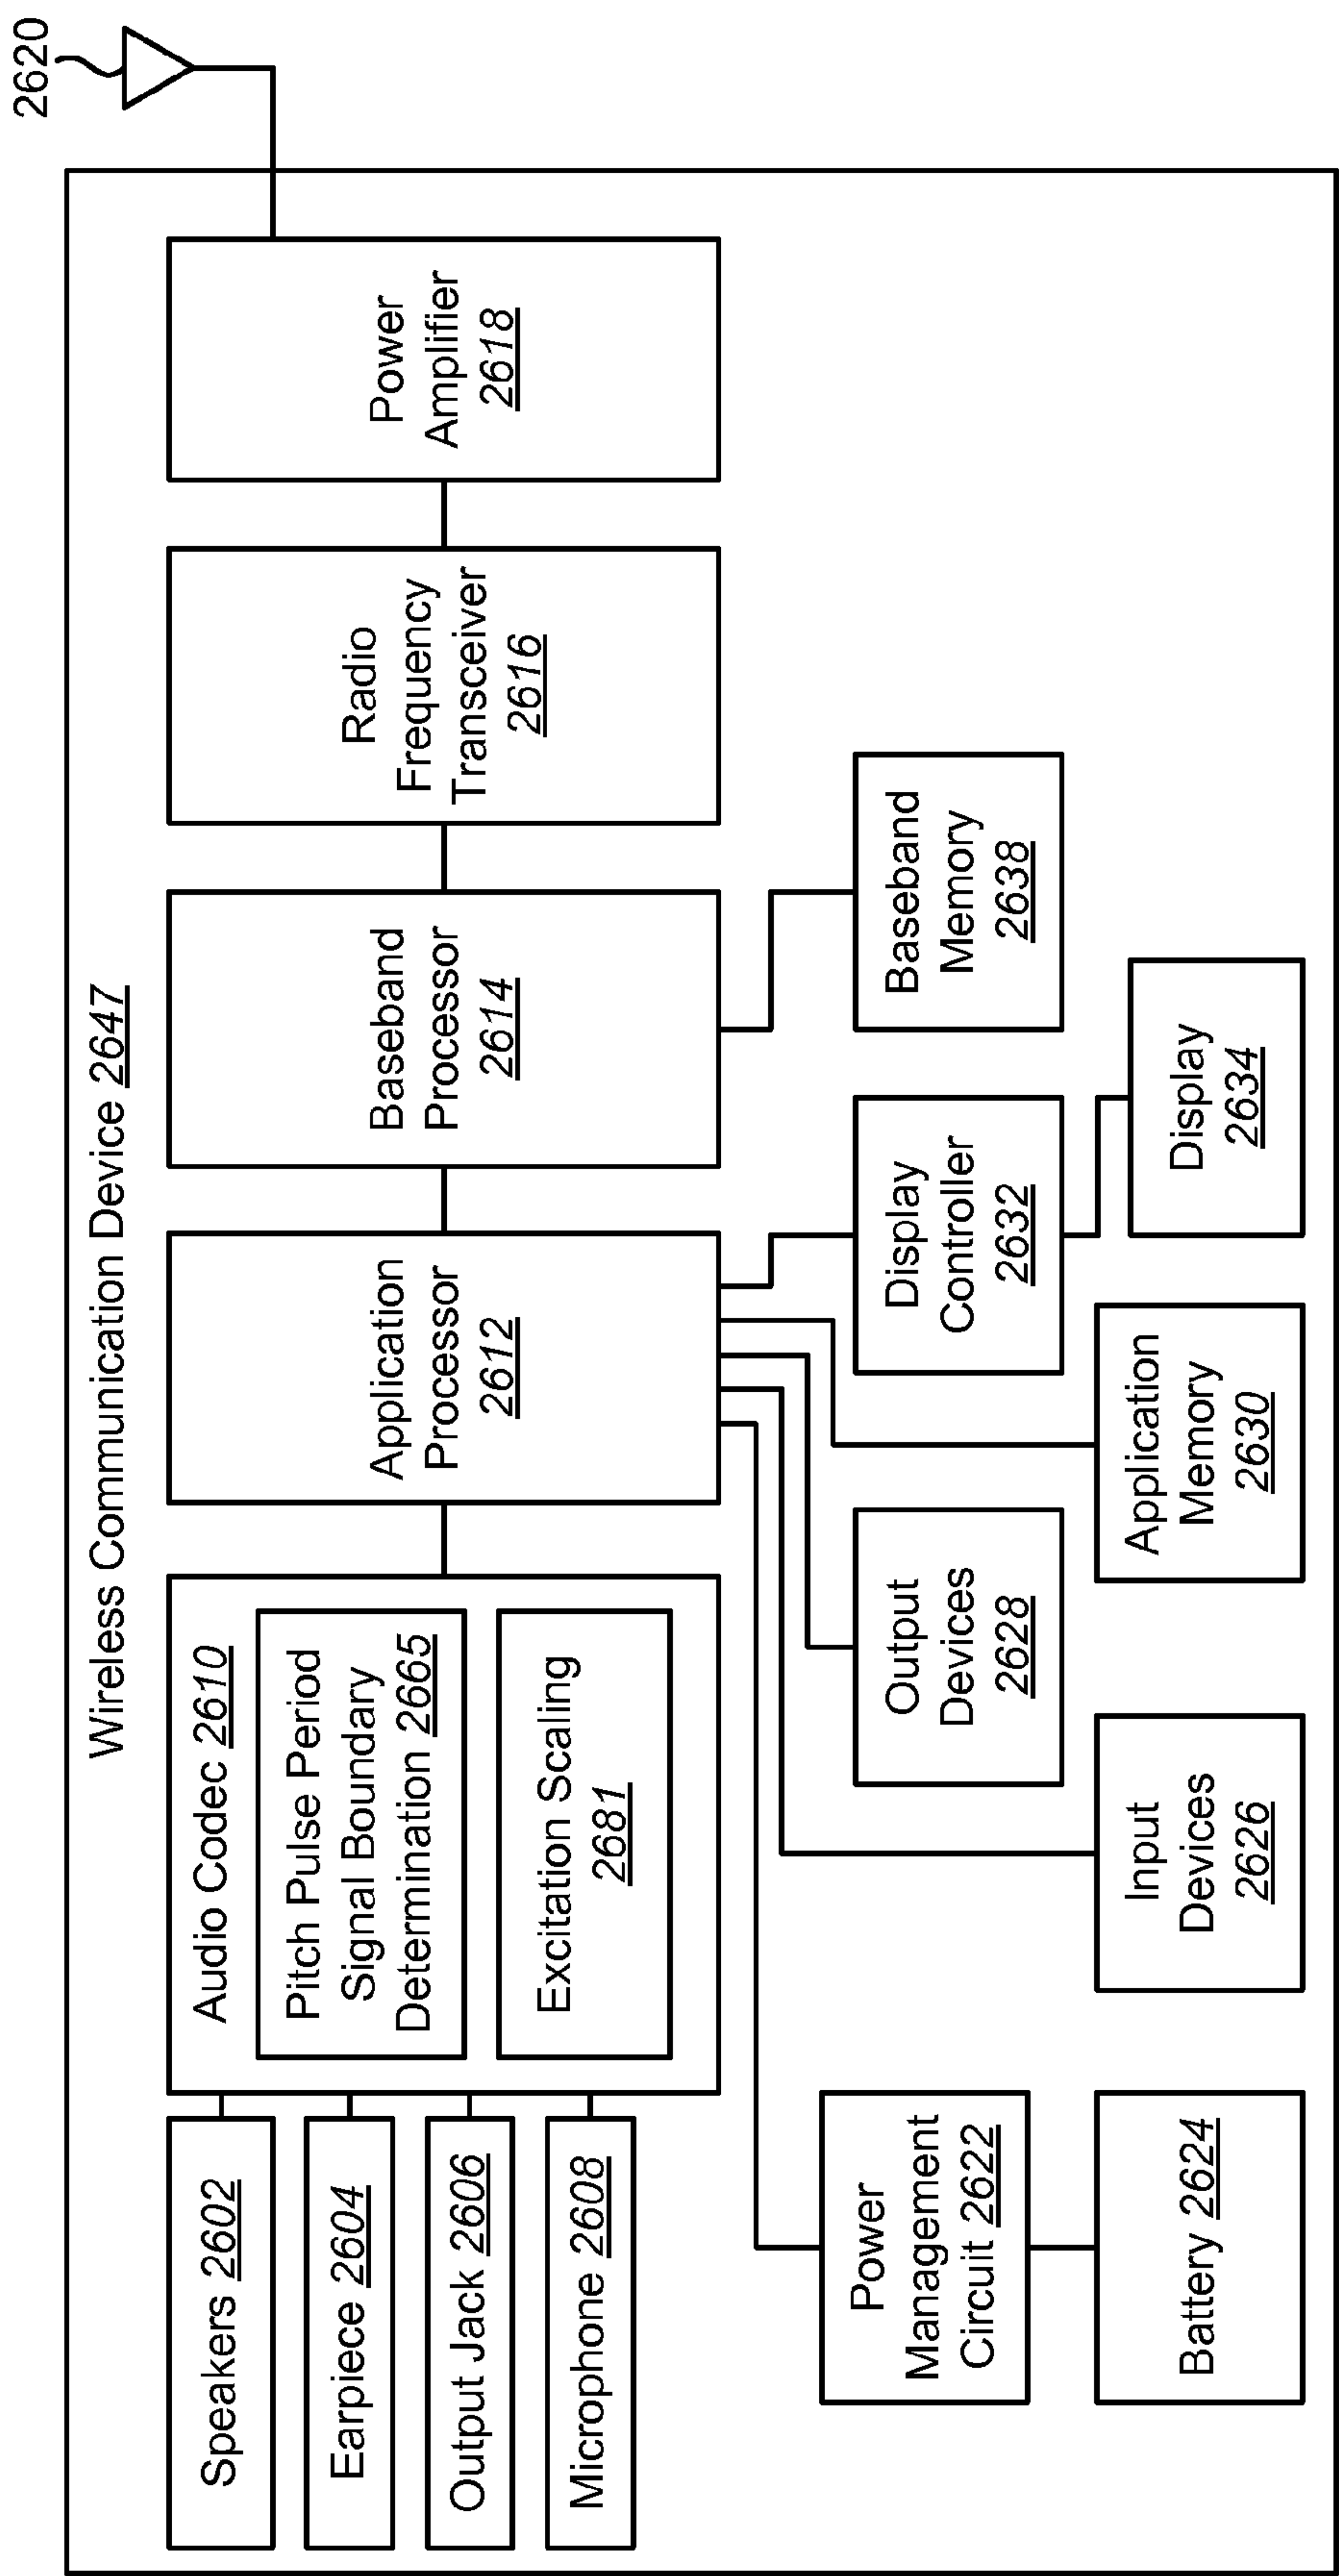 2620
Wireless Communication Device 2647
Speakers 2602
Earpiece 2604
Output Jack 2606
Microphone 2608
Audio Codec 2610
Pitch Pulse Period
Signal Boundary
Determination 2665
Excitation Scaling
2681
Application
Processor
2612
Baseband
Processor
2614
Radio
Frequency
Transceiver
2616
Power
Amplifier
2618
Power
Management
Circuit 2622
Battery 2624
Input
Devices
2626
Output
Devices
2628
Application
Memory
2630
Display
Controller
2632
Display
2634
Baseband
Memory
2638